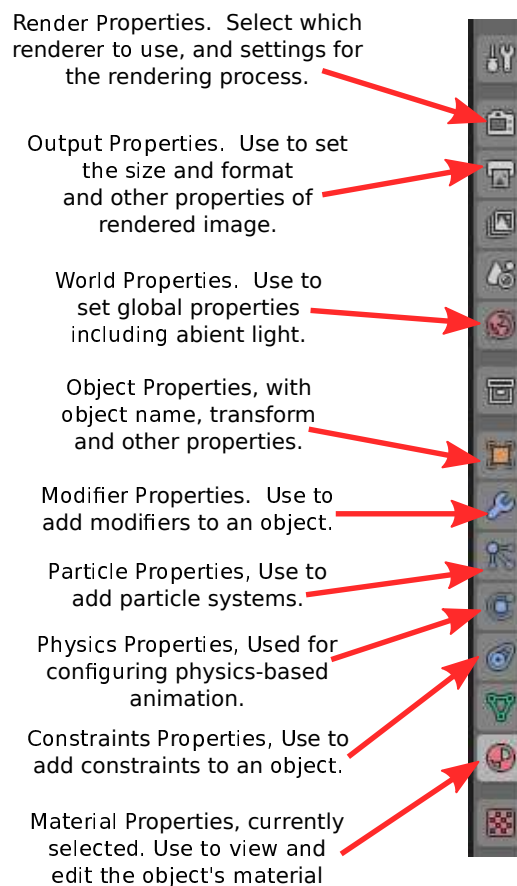 Render Properties.  Select which
renderer to use, and settings for
the rendering process.
Output Properties.  Use to set
the size and format
and other properties of
rendered image.
World Properties.  Use to
set global properties
including abient light.
Object Properties, with
object name, transform
and other properties.
Modifier Properties.  Use to
add modifiers to an object.
Particle Properties, Use to
add particle systems.
Physics Properties, Used for
configuring physics-based
animation.
Constraints Properties, Use to
add constraints to an object.
Material Properties, currently
selected. Use to view and
edit the object's material